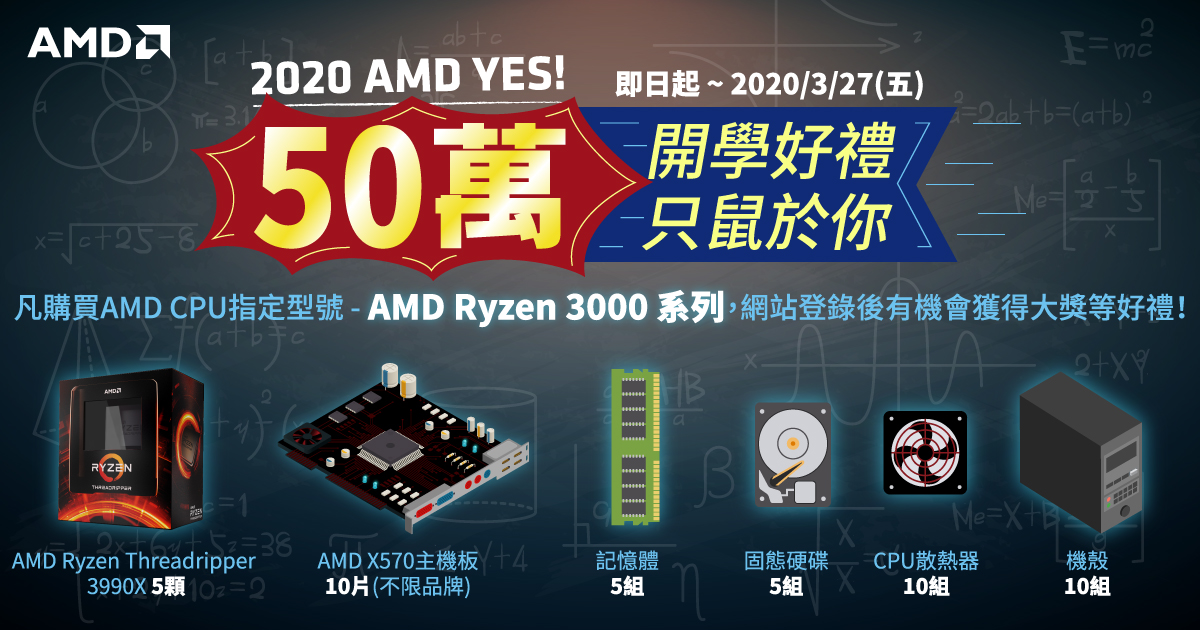 AMD
2020 AMD YES!
即日起 ~ 2020/3/27(五)
50萬
開學好禮
只鼠於你
凡購買AMD CPU指定型號 - AMD Ryzen 3000 系列,網站登錄後有機會獲得大獎等好禮!
AMD
RYZEN
THREADRIPPER
AMD Ryzen Threadripper
3990X 5顆
AMD X570主機板
10片(不限品牌)
記憶體
5組
固態硬碟
5組
CPU散熱器
10組
機殼
10組
E=mc²